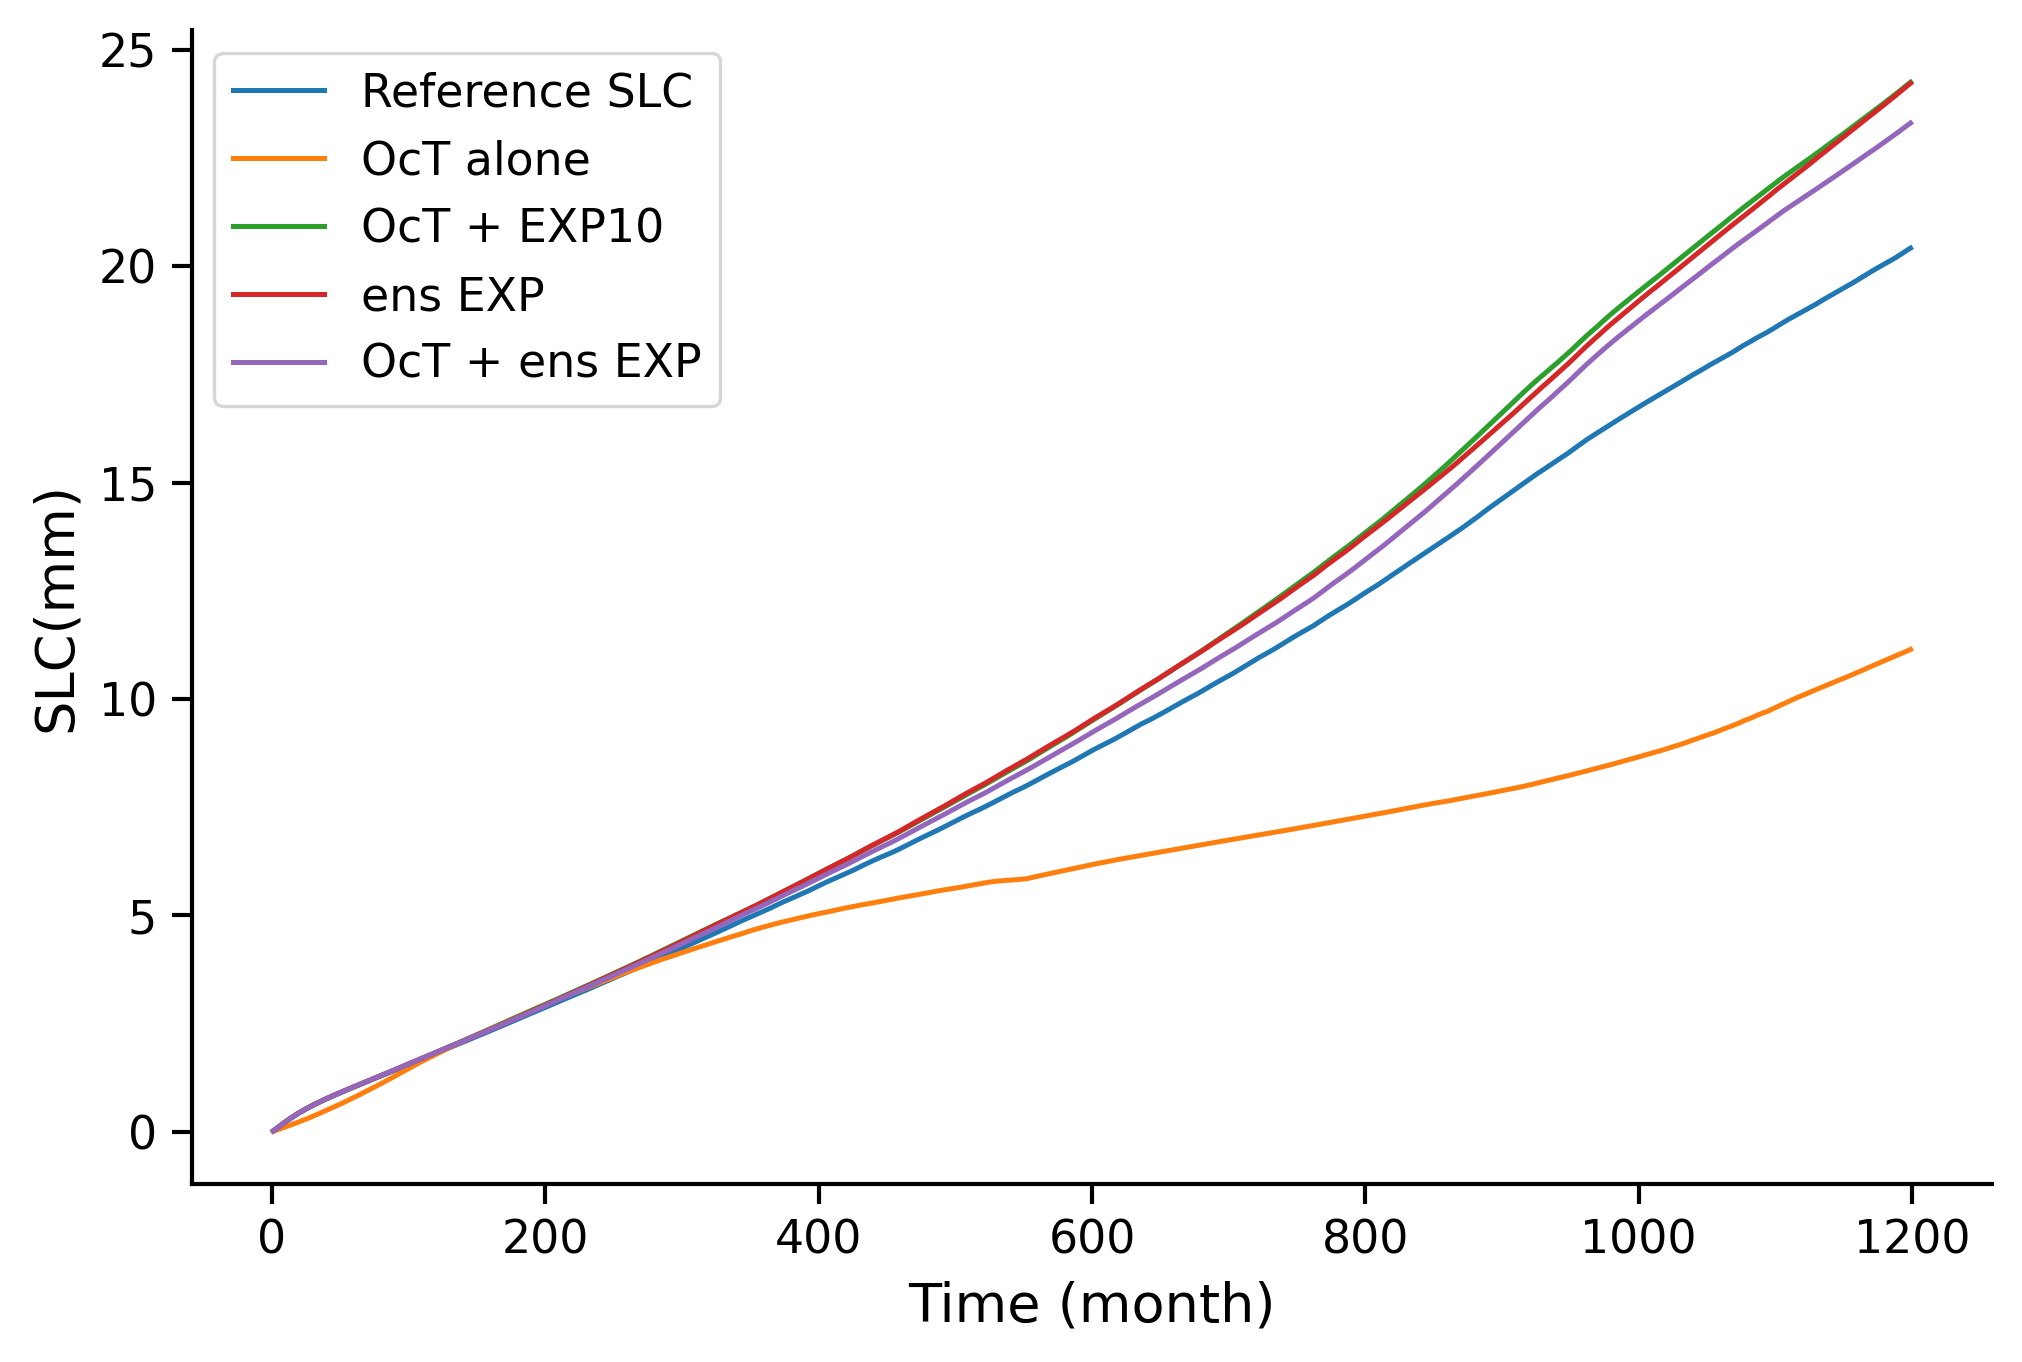 25
20
15
10
5
0
SLC(mm)
Reference SLC
OcT alone
OcT + EXP10
ens EXP
OcT + ens EXP
0 200 400 600 800 1000 1200
Time (month)